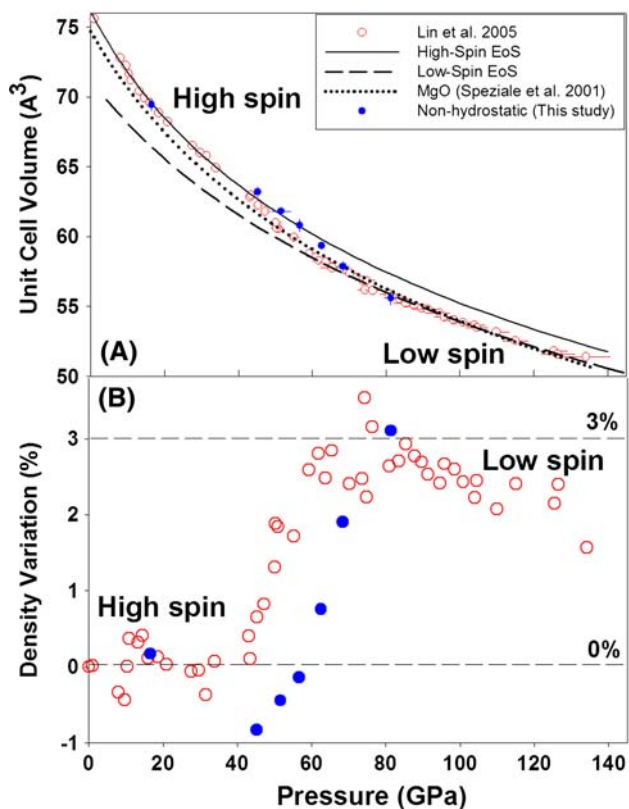 75
70
65
60
55
50
Unit Cell Volume (A³)
Lin et al. 2005
High-Spin EoS
Low-Spin EoS
MgO (Speziale et al. 2001)
Non-hydrostatic (This study)
High spin
Low spin
(A)
(B)
4
3
2
1
0
-1
Density Variation (%)
3%
Low spin
High spin
0%
0 20 40 60 80 100 120 140
Pressure (GPa)